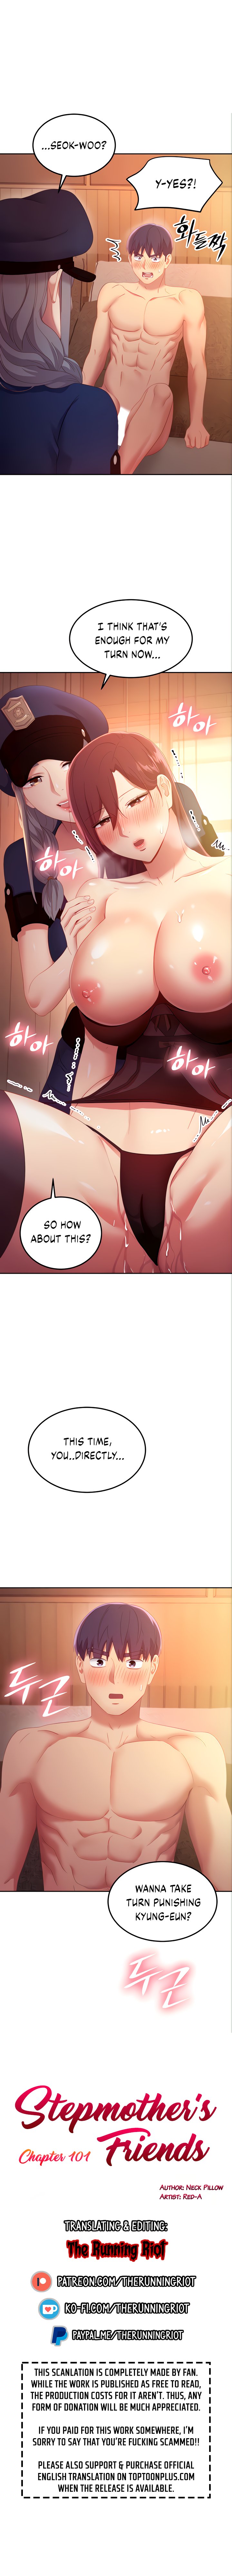 ...SEOK-WOO?
Y-YES?!
화들짝
I THINK THAT'S
ENOUGH FOR MY
TURN NOW...
하아
하아
하아
하아
SO HOW
ABOUT THIS?
THIS TIME,
YOU..DIRECTLY...
두근
WANNA TAKE
TURN PUNISHING
KYUNG-EUN?
두근
Stepmother's
Friends
Chapter 101
AUTHOR: NECK PILLOW
ARTIST: RED-A
TRANSLATING & EDITING:
The Running Riot
PATREON.COM/THERUNNINGRIOT
KO-FI.COM/THERUNNINGRIOT
PAYPAL.ME/THERUNNINGRIOT
THIS SCANLATION IS COMPLETELY MADE BY FAN.
WHILE THE WORK IS PUBLISHED AS FREE TO READ,
THE PRODUCTION COSTS FOR IT AREN'T. THUS, ANY
FORM OF DONATION WILL BE MUCH APPRECIATED.
IF YOU PAID FOR THIS WORK SOMEWHERE, I'M
SORRY TO SAY THAT YOU'RE FUCKING SCAMMED!!
PLEASE ALSO SUPPORT & PURCHASE OFFICIAL
ENGLISH TRANSLATION ON TOPTOONPLUS.COM
WHEN THE RELEASE IS AVAILABLE.